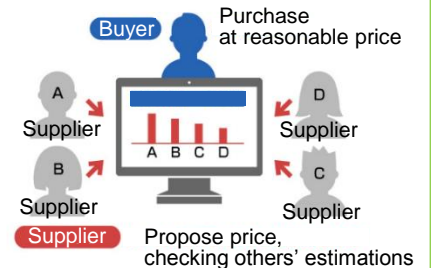 Buyer
Purchase
at reasonable price
A
Supplier
D
Supplier
A B C D
B
Supplier
C
Supplier
Supplier
Propose price,
checking others' estimations